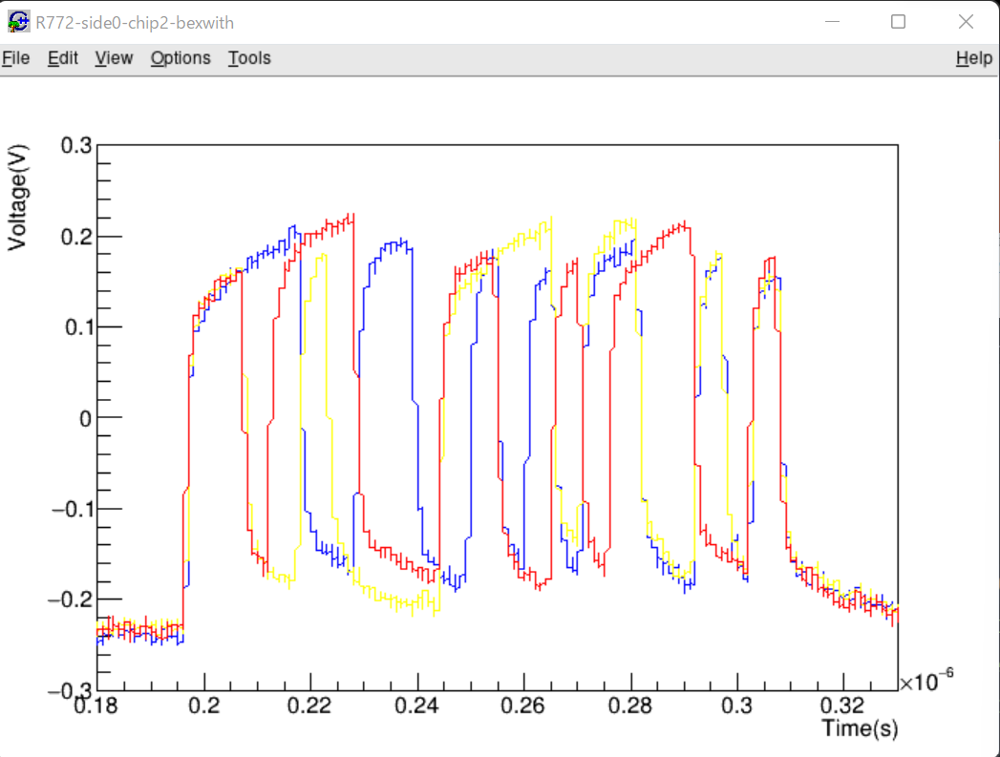 R772-side0-chip2-bexwith
File Edit View Options Tools Help
Voltage(V)
0.3
0.2
0.1
0
−0.1
−0.2
−0.3
0.18 0.2 0.22 0.24 0.26 0.28 0.3 0.32
×10⁻⁶
Time(s)